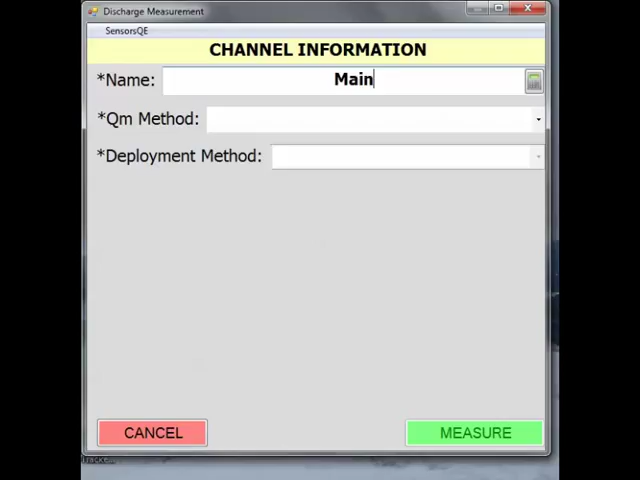 Discharge Measurement
SensorsQE
CHANNEL INFORMATION
*Name: Main
*Qm Method:
*Deployment Method:
CANCEL MEASURE